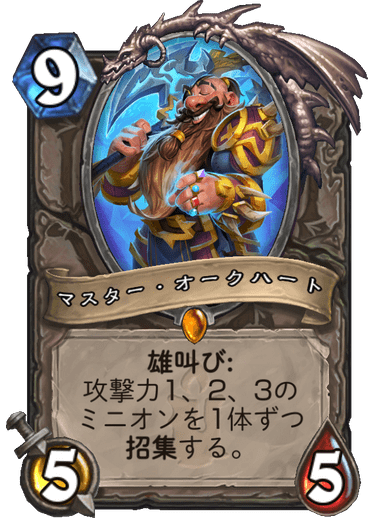 9
マスター・オークハート
雄叫び:
攻撃力1、2、3の
ミニオンを1体ずつ
招集する。
5
5